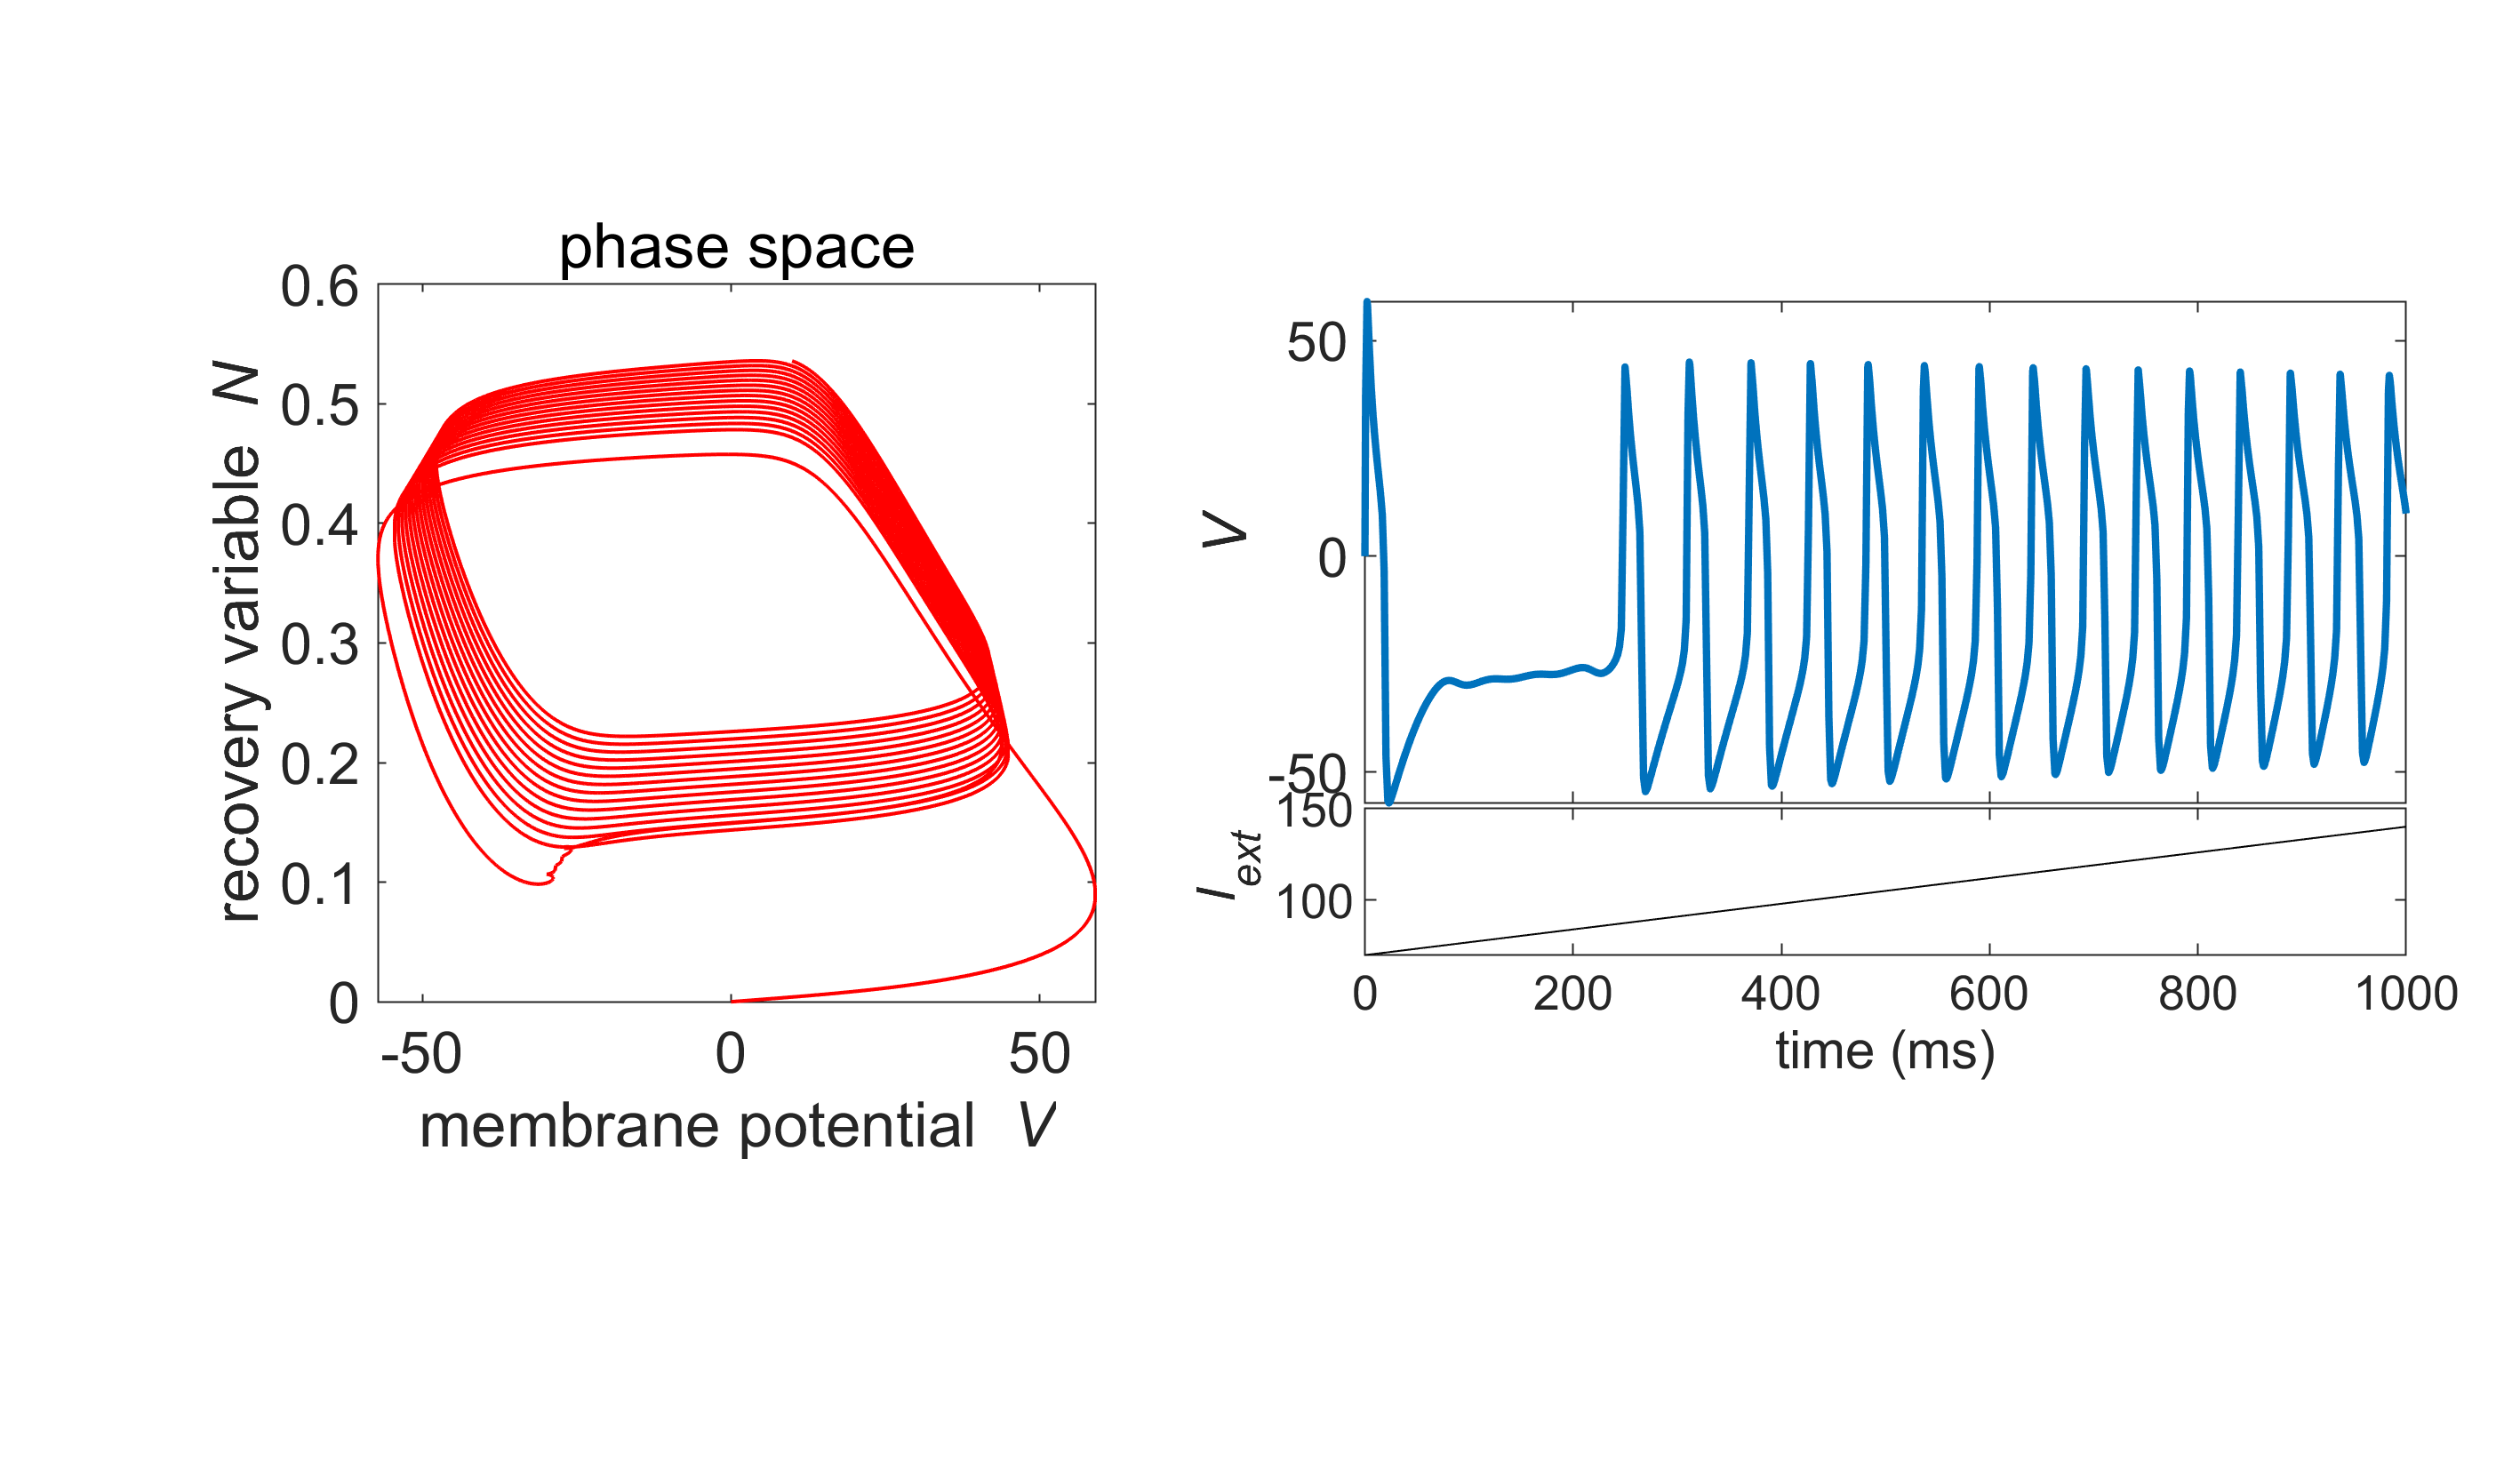 phase space
0.6
0.5
0.4
0.3
0.2
0.1
0
recovery variable N
-50 0 50
membrane potential V
50
0
-50
V
150
100
I ext
0 200 400 600 800 1000
time (ms)